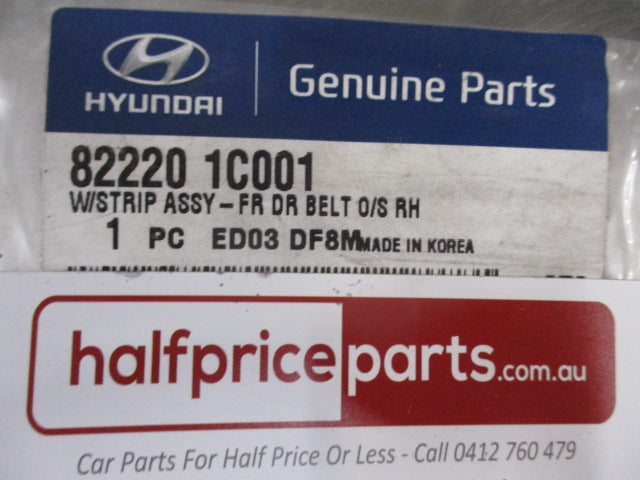 HYUNDAI
Genuine Parts
82220 1C001
W/STRIP ASSY-FR DR BELT O/S RH
1 PC ED03 DF8M MADE IN KOREA
halfpriceparts.com.au
Car Parts For Half Price Or Less - Call 0412 760 479